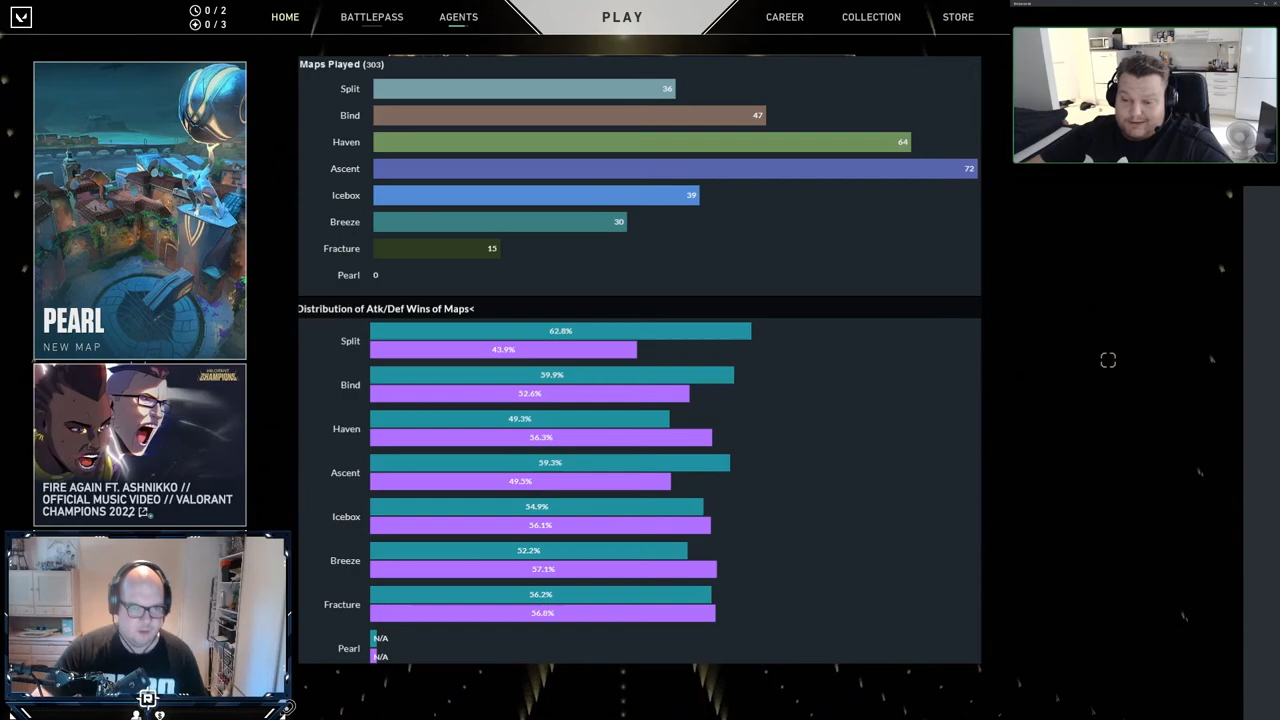 0 / 2
0 / 3
HOME
BATTLEPASS
AGENTS
PLAY
CAREER
COLLECTION
STORE
PEARL
NEW MAP
VALORANT
CHAMPIONS
FIRE AGAIN FT. ASHNIKKO //
OFFICIAL MUSIC VIDEO // VALORANT
CHAMPIONS 2022
Maps Played (303)
Split 36
Bind 47
Haven 64
Ascent 72
Icebox 39
Breeze 30
Fracture 15
Pearl 0
Distribution of Atk/Def Wins of Maps<
Split 62.8%
43.9%
Bind 59.9%
52.6%
Haven 49.3%
56.3%
Ascent 59.3%
49.5%
Icebox 54.9%
56.1%
Breeze 52.2%
57.1%
Fracture 56.2%
56.8%
Pearl N/A
N/A